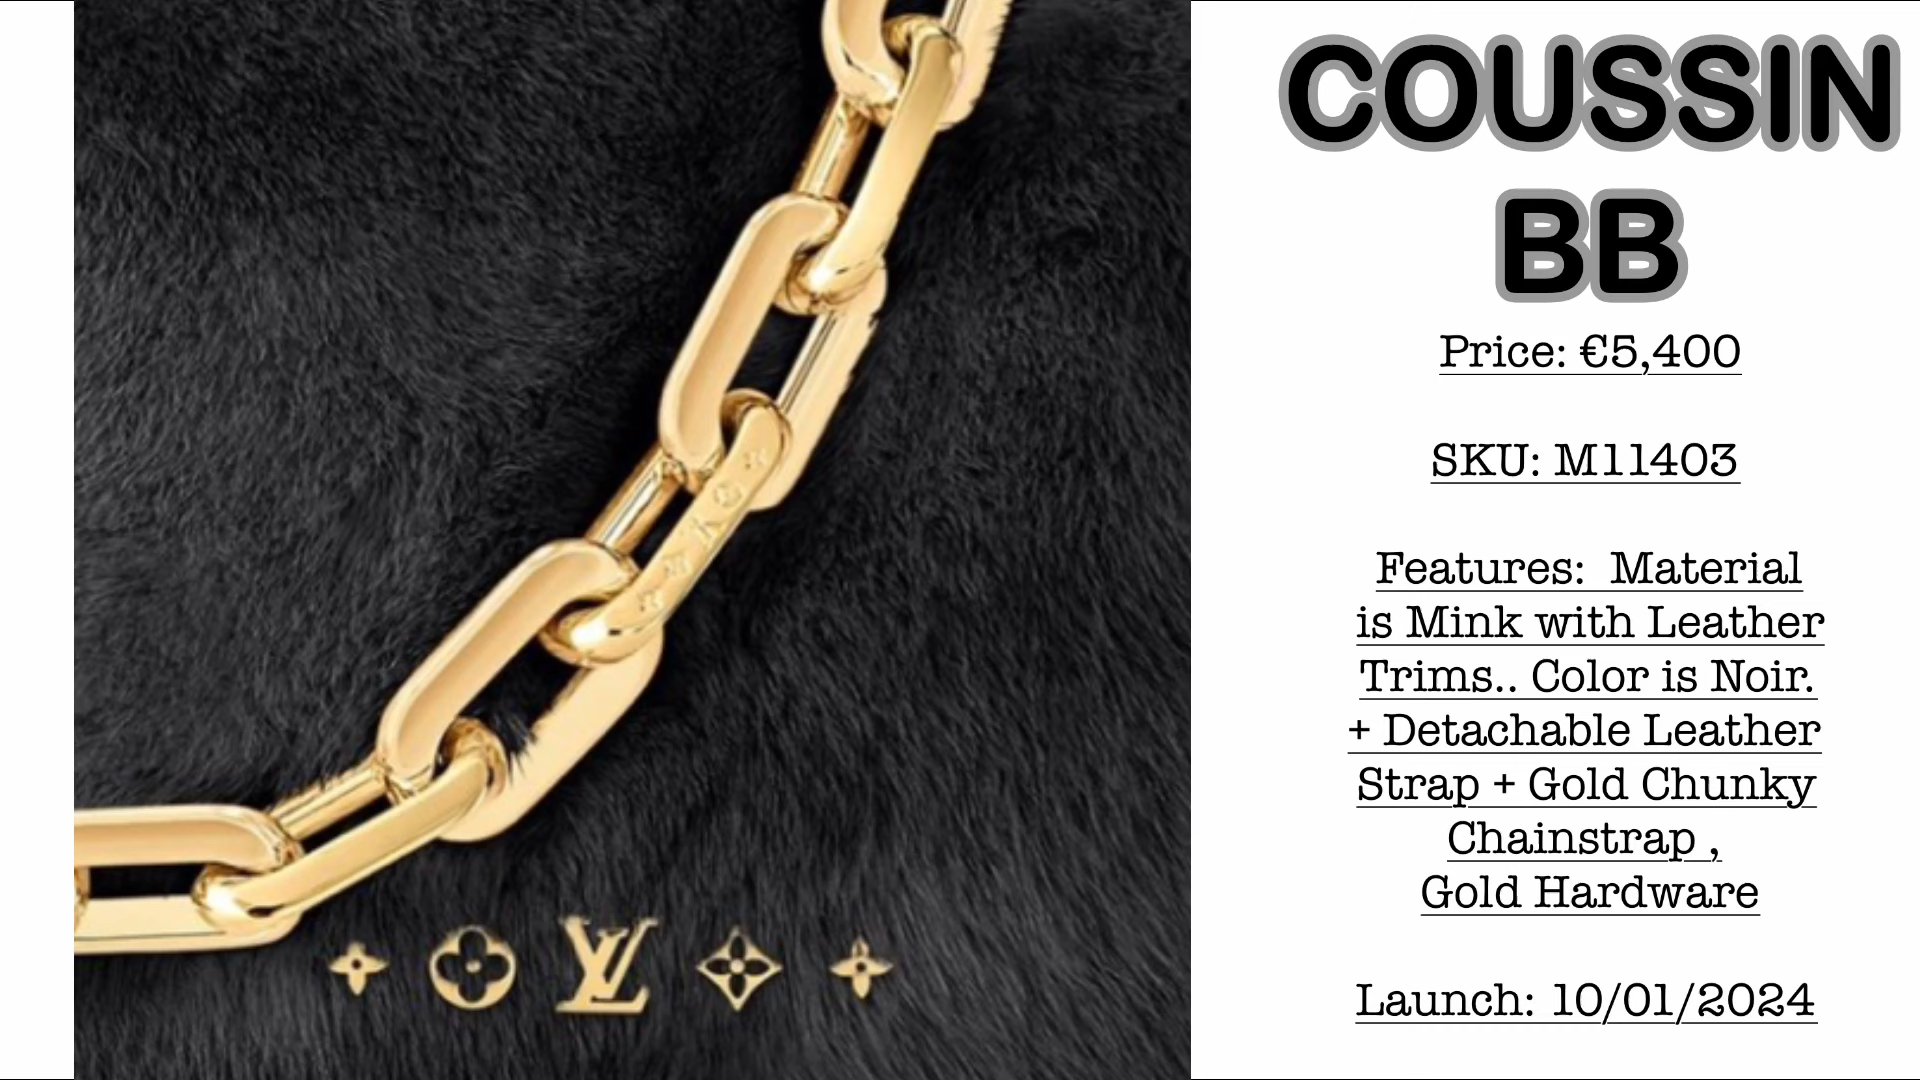 COUSSIN
BB
Price: €5,400
SKU: M11403
Features:  Material
is Mink with Leather
Trims.. Color is Noir.
+ Detachable Leather
Strap + Gold Chunky
Chainstrap ,
Gold Hardware
Launch: 10/01/2024
LV